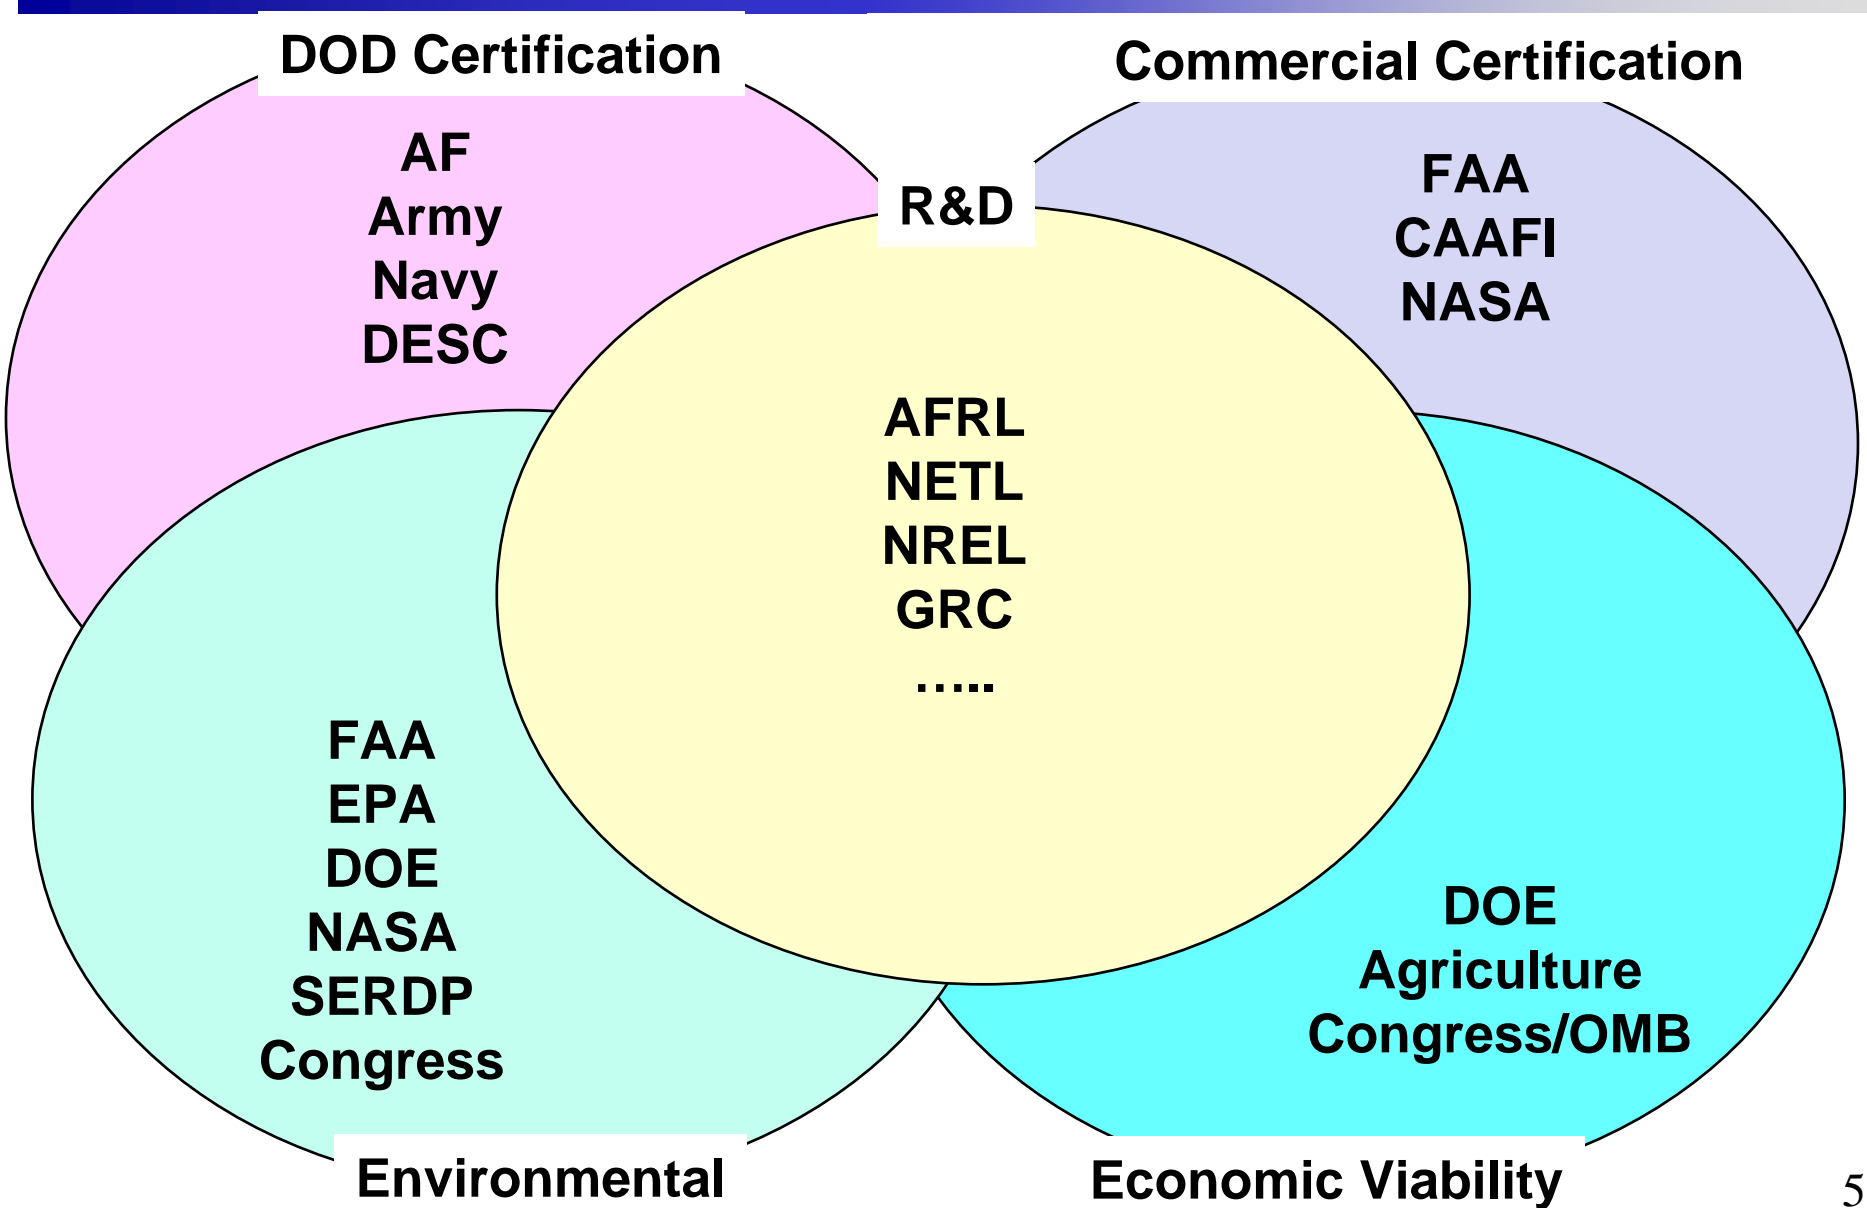 DOD Certification
Commercial Certification
AF
Army
Navy
DESC
R&D
FAA
CAAFI
NASA
AFRL
NETL
NREL
GRC
…...
FAA
EPA
DOE
NASA
SERDP
Congress
DOE
Agriculture
Congress/OMB
Environmental
Economic Viability
5